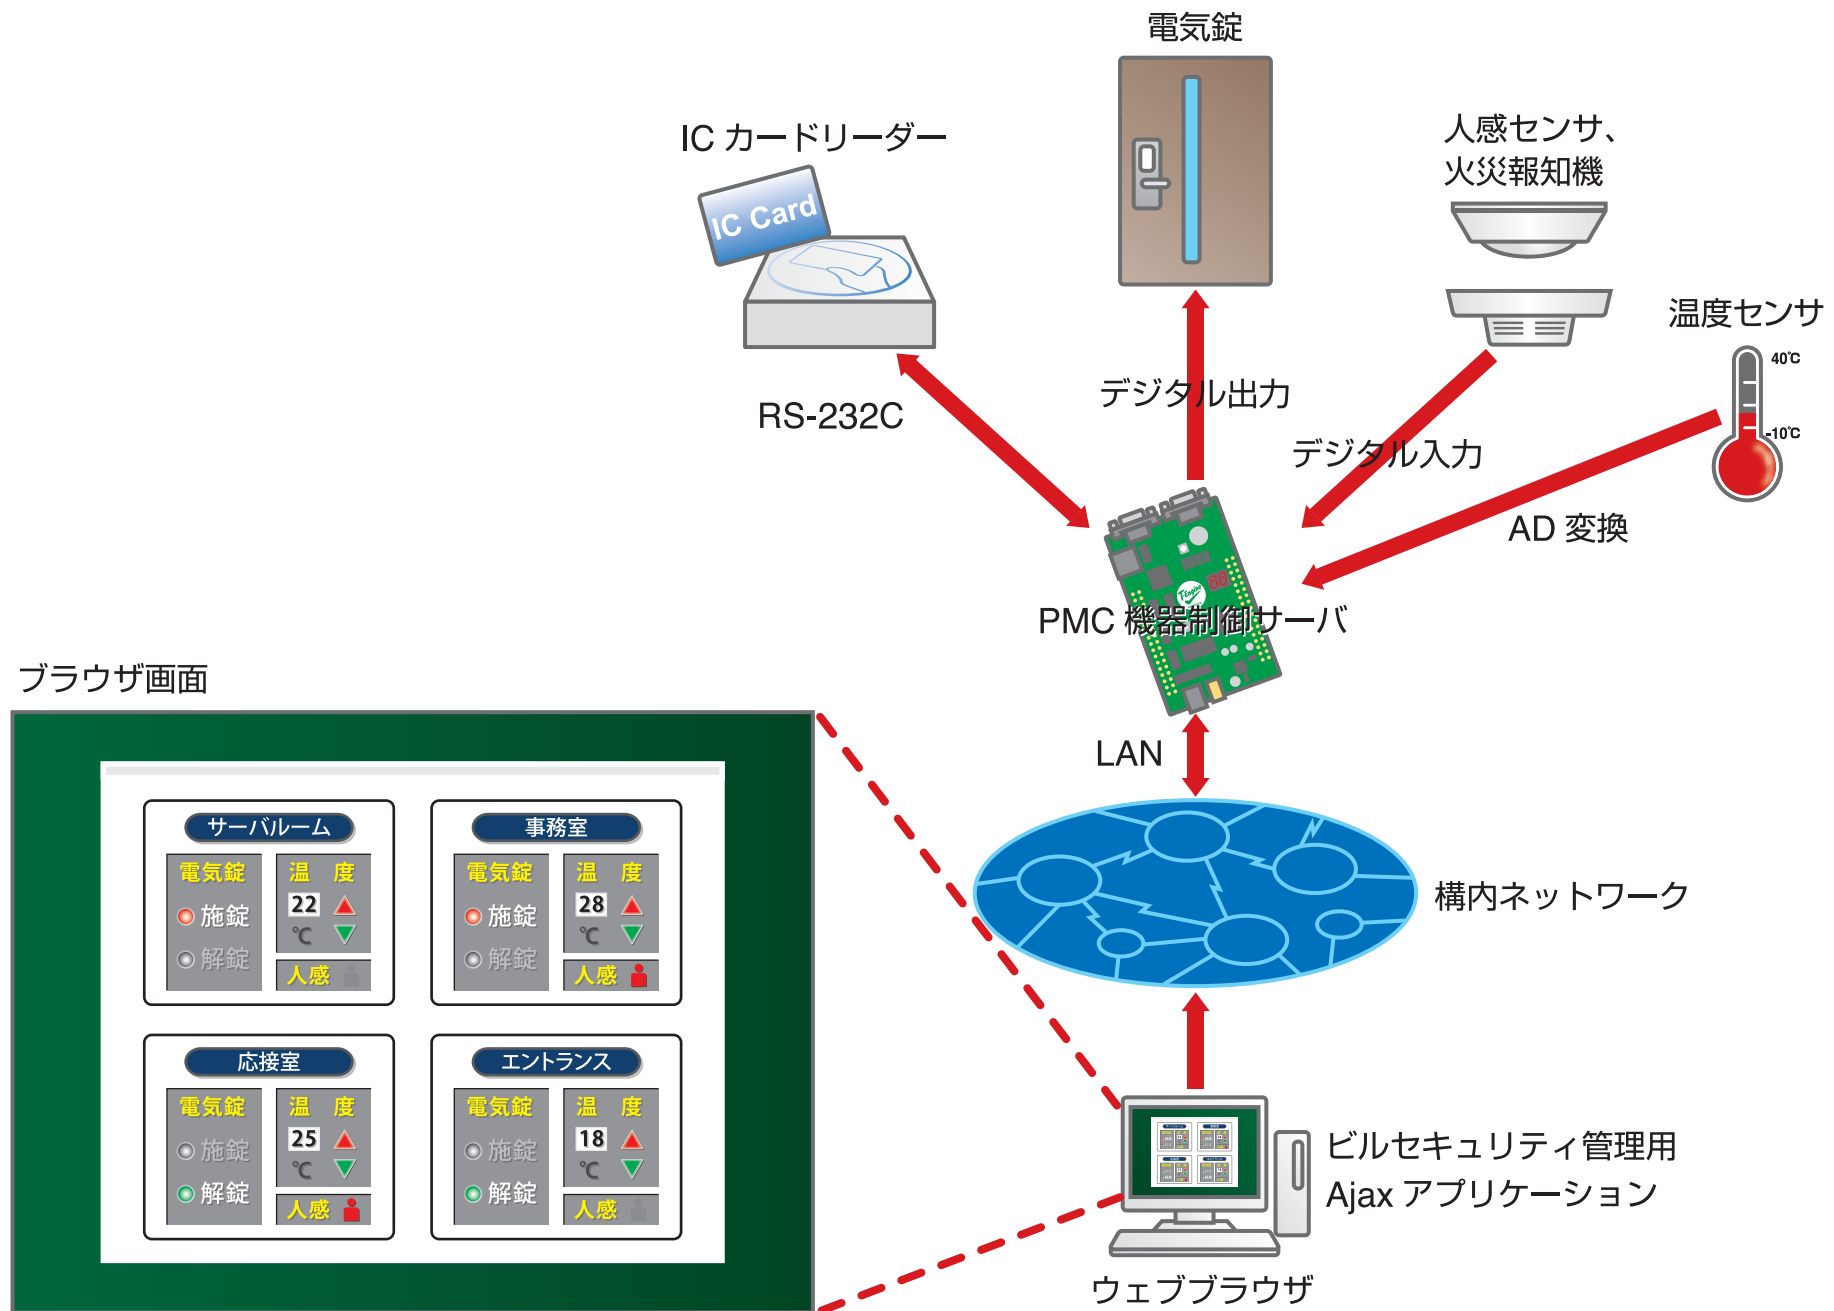 電気錠
IC カードリーダー
人感センサ、
火災報知機
IC Card
温度センサ
40℃
-10℃
デジタル出力
RS-232C
デジタル入力
AD 変換
T-Engine
PMC 機器制御サーバ
LAN
構内ネットワーク
ブラウザ画面
サーバルーム
電気錠
施錠
解錠
温 度
22
℃
人感
事務室
電気錠
施錠
解錠
温 度
28
℃
人感
応接室
電気錠
施錠
解錠
温 度
25
℃
人感
エントランス
電気錠
施錠
解錠
温 度
18
℃
人感
ビルセキュリティ管理用
Ajax アプリケーション
ウェブブラウザ